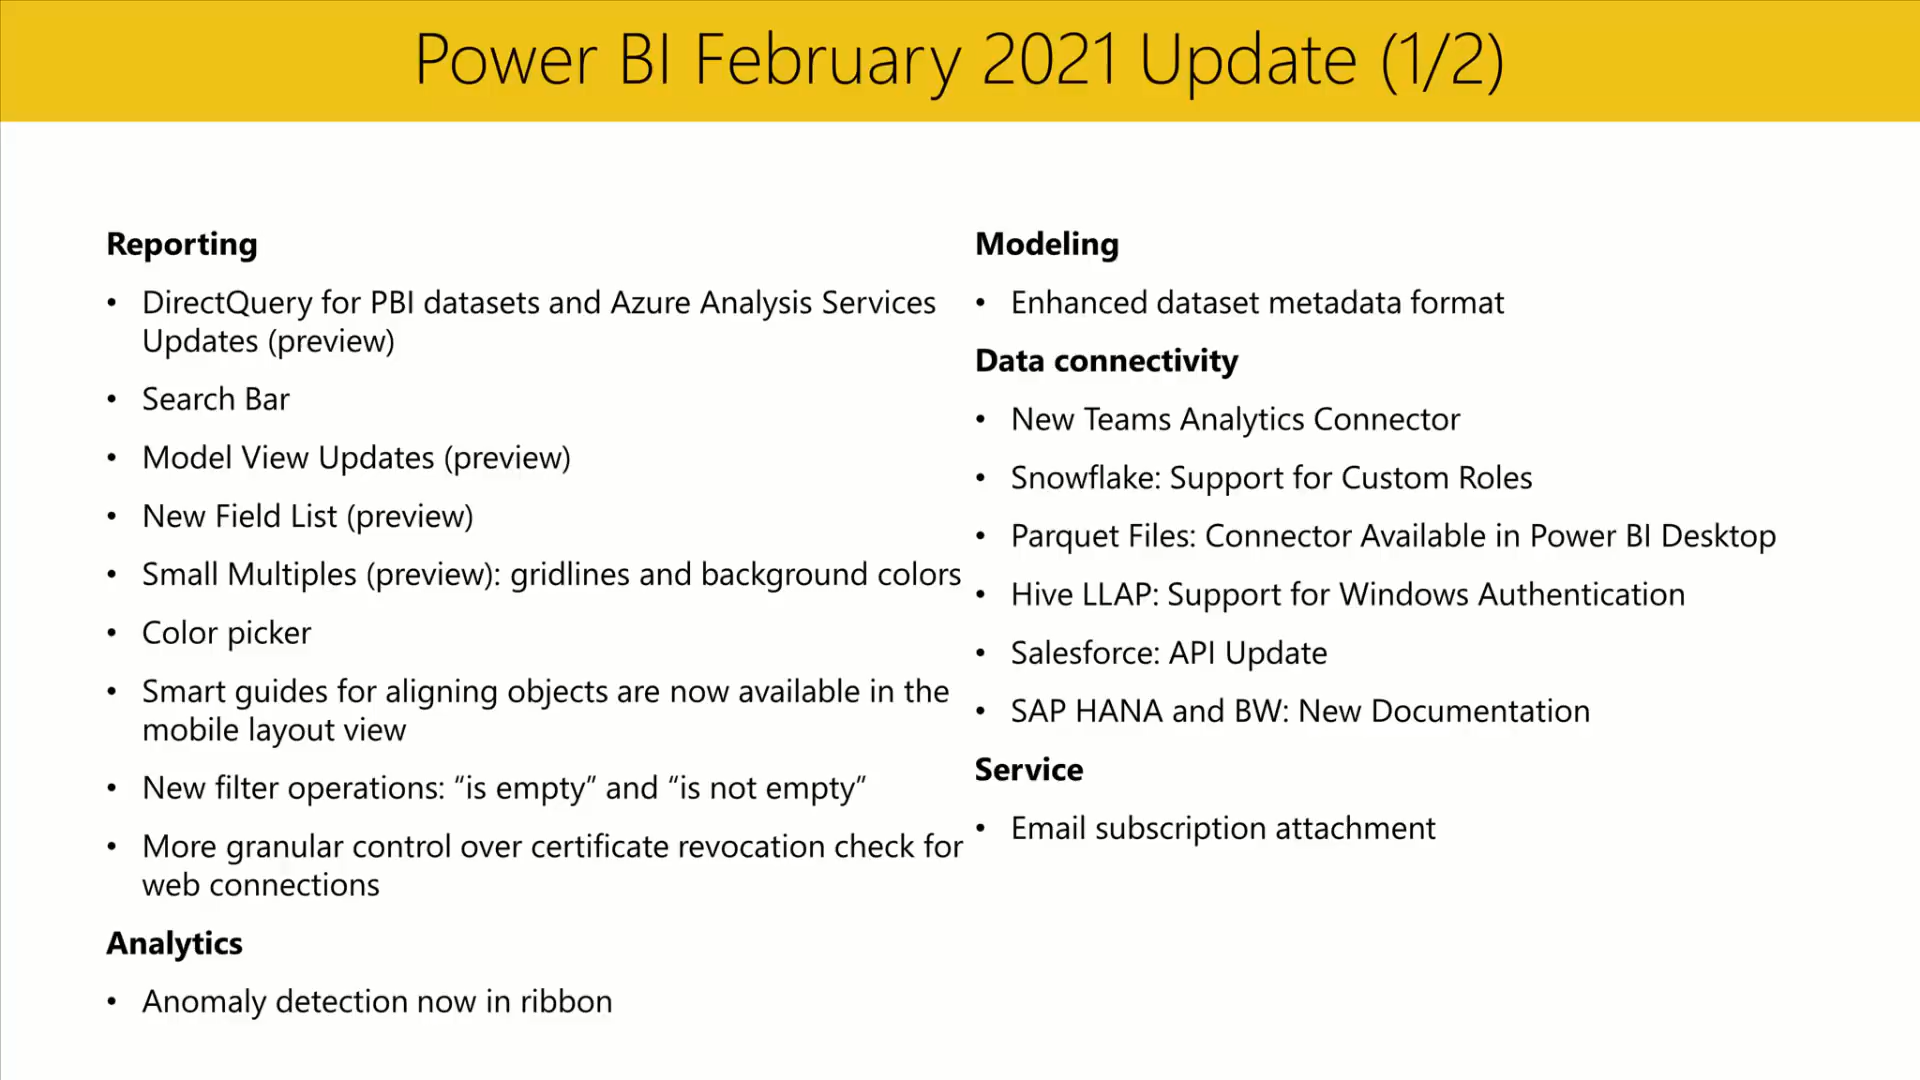 Power BI February 2021 Update (1/2)
Reporting
• DirectQuery for PBI datasets and Azure Analysis Services
Updates (preview)
• Search Bar
• Model View Updates (preview)
• New Field List (preview)
• Small Multiples (preview): gridlines and background colors
• Color picker
• Smart guides for aligning objects are now available in the
mobile layout view
• New filter operations: “is empty” and “is not empty”
• More granular control over certificate revocation check for
web connections
Analytics
• Anomaly detection now in ribbon
Modeling
• Enhanced dataset metadata format
Data connectivity
• New Teams Analytics Connector
• Snowflake: Support for Custom Roles
• Parquet Files: Connector Available in Power BI Desktop
• Hive LLAP: Support for Windows Authentication
• Salesforce: API Update
• SAP HANA and BW: New Documentation
Service
• Email subscription attachment